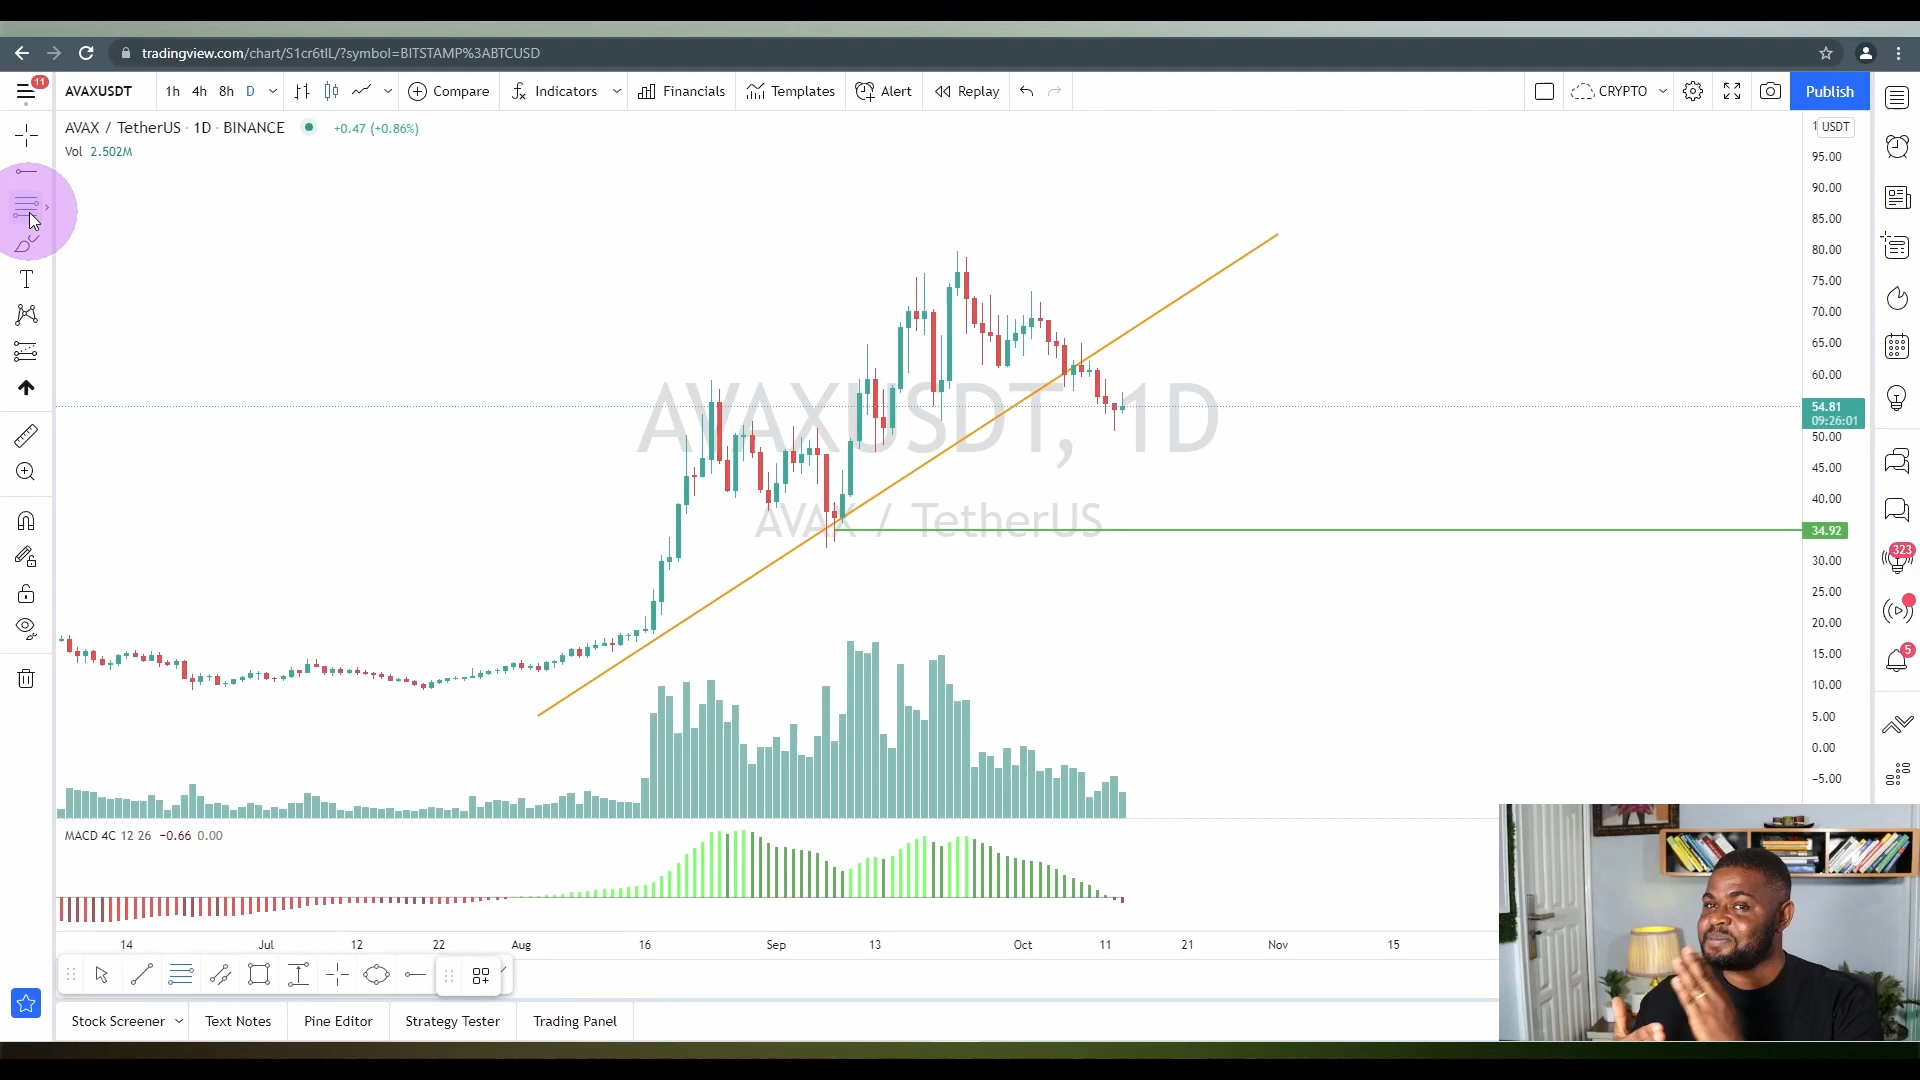 tradingview.com/chart/S1cr6tIL/?symbol=BITSTAMP%3ABTCUSD
11
AVAXUSDT 1h 4h 8h D Compare Indicators Financials Templates Alert Replay CRYPTO Publish
AVAX / TetherUS · 1D · BINANCE +0.47 (+0.86%)
Vol 2.502M
USDT
95.00
90.00
85.00
80.00
75.00
70.00
65.00
60.00
54.81
09:26:01
50.00
45.00
40.00
34.92
30.00
25.00
20.00
15.00
10.00
5.00
0.00
−5.00
AVAXUSDT, 1D
AVAX / TetherUS
323
5
MACD 4C 12 26 −0.66 0.00
14 Jul 12 22 Aug 16 Sep 13 Oct 11 21 Nov 15
Stock Screener Text Notes Pine Editor Strategy Tester Trading Panel